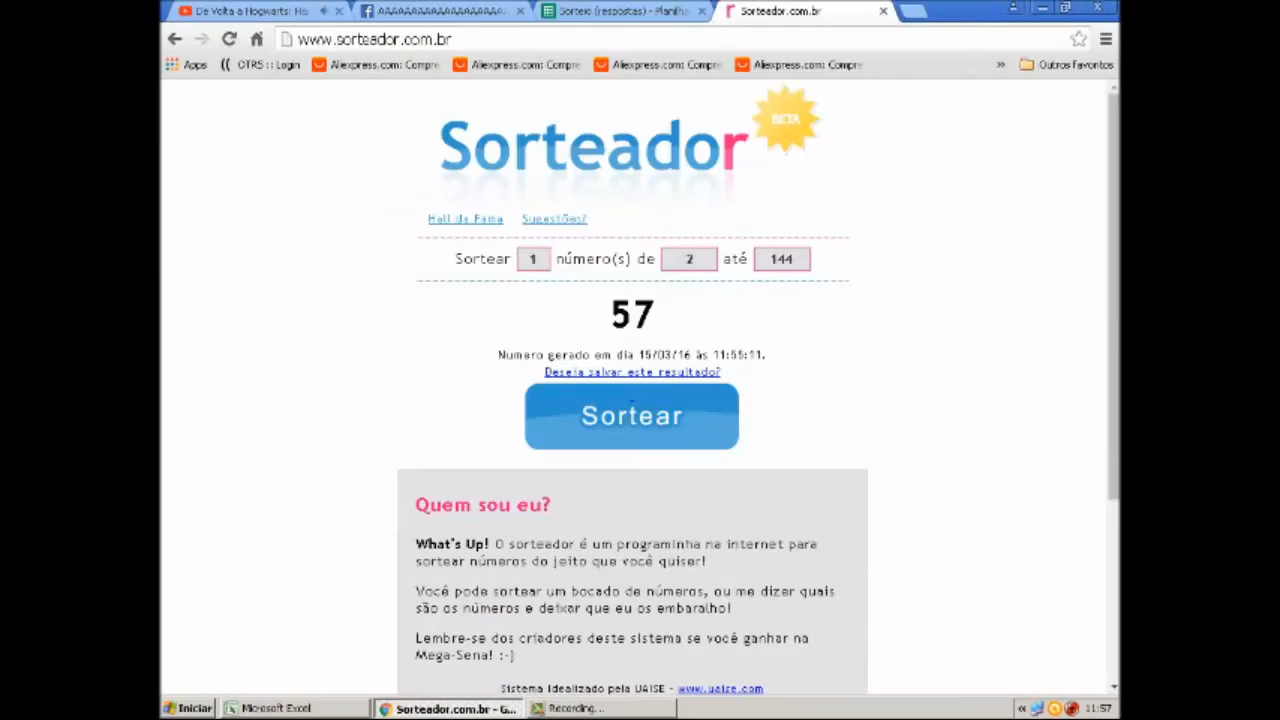 De Volta a Hogwarts: His
AAAAAAAAAAAAAAAAAAAAA
Sorteio (respostas) - Planilh
Sorteador.com.br
www.sorteador.com.br
Apps
OTRS :: Login
Aliexpress.com: Compre
Aliexpress.com: Compre
Aliexpress.com: Compre
Aliexpress.com: Compre
»
Outros favoritos
Sorteador
BETA
Hall da Fama
Sugestões?
Sortear 1 número(s) de 2 até 144
57
Numero gerado em dia 15/03/16 às 11:55:11.
Deseja salvar este resultado?
Sortear
Quem sou eu?
What's Up! O sorteador é um programinha na internet para
sortear números do jeito que você quiser!
Você pode sortear um bocado de números, ou me dizer quais
são os números e deixar que eu os embaralho!
Lembre-se dos criadores deste sistema se você ganhar na
Mega-Sena! :-)
Sistema Idealizado pela UAISE - www.uaise.com
Iniciar
Microsoft Excel
Sorteador.com.br - G...
Recording...
«
11:57